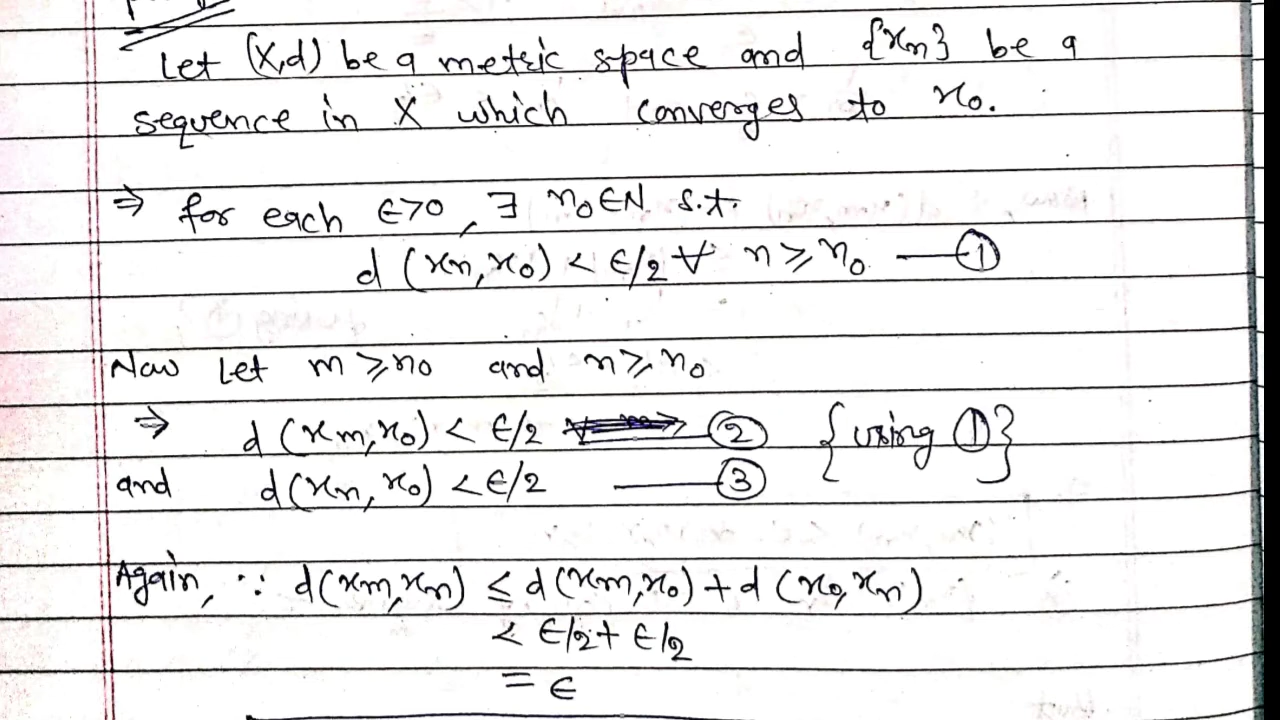 Let (X,d) be a metric space and {xn} be a
sequence in X which converges to x0.
⇒ for each ϵ>0, ∃ n0∈N s.t.
d (xn, x0) < ϵ/2 ∀ n ≥ n0 —①
Now Let m ≥ n0 and n ≥ n0
⇒ d (xm, x0) < ϵ/2 ② {using ①}
and d(xn, x0) < ϵ/2 —③
Again, ∵ d(xm, xn) ≤ d(xm, x0) + d (x0, xn)
< ϵ/2 + ϵ/2
= ϵ